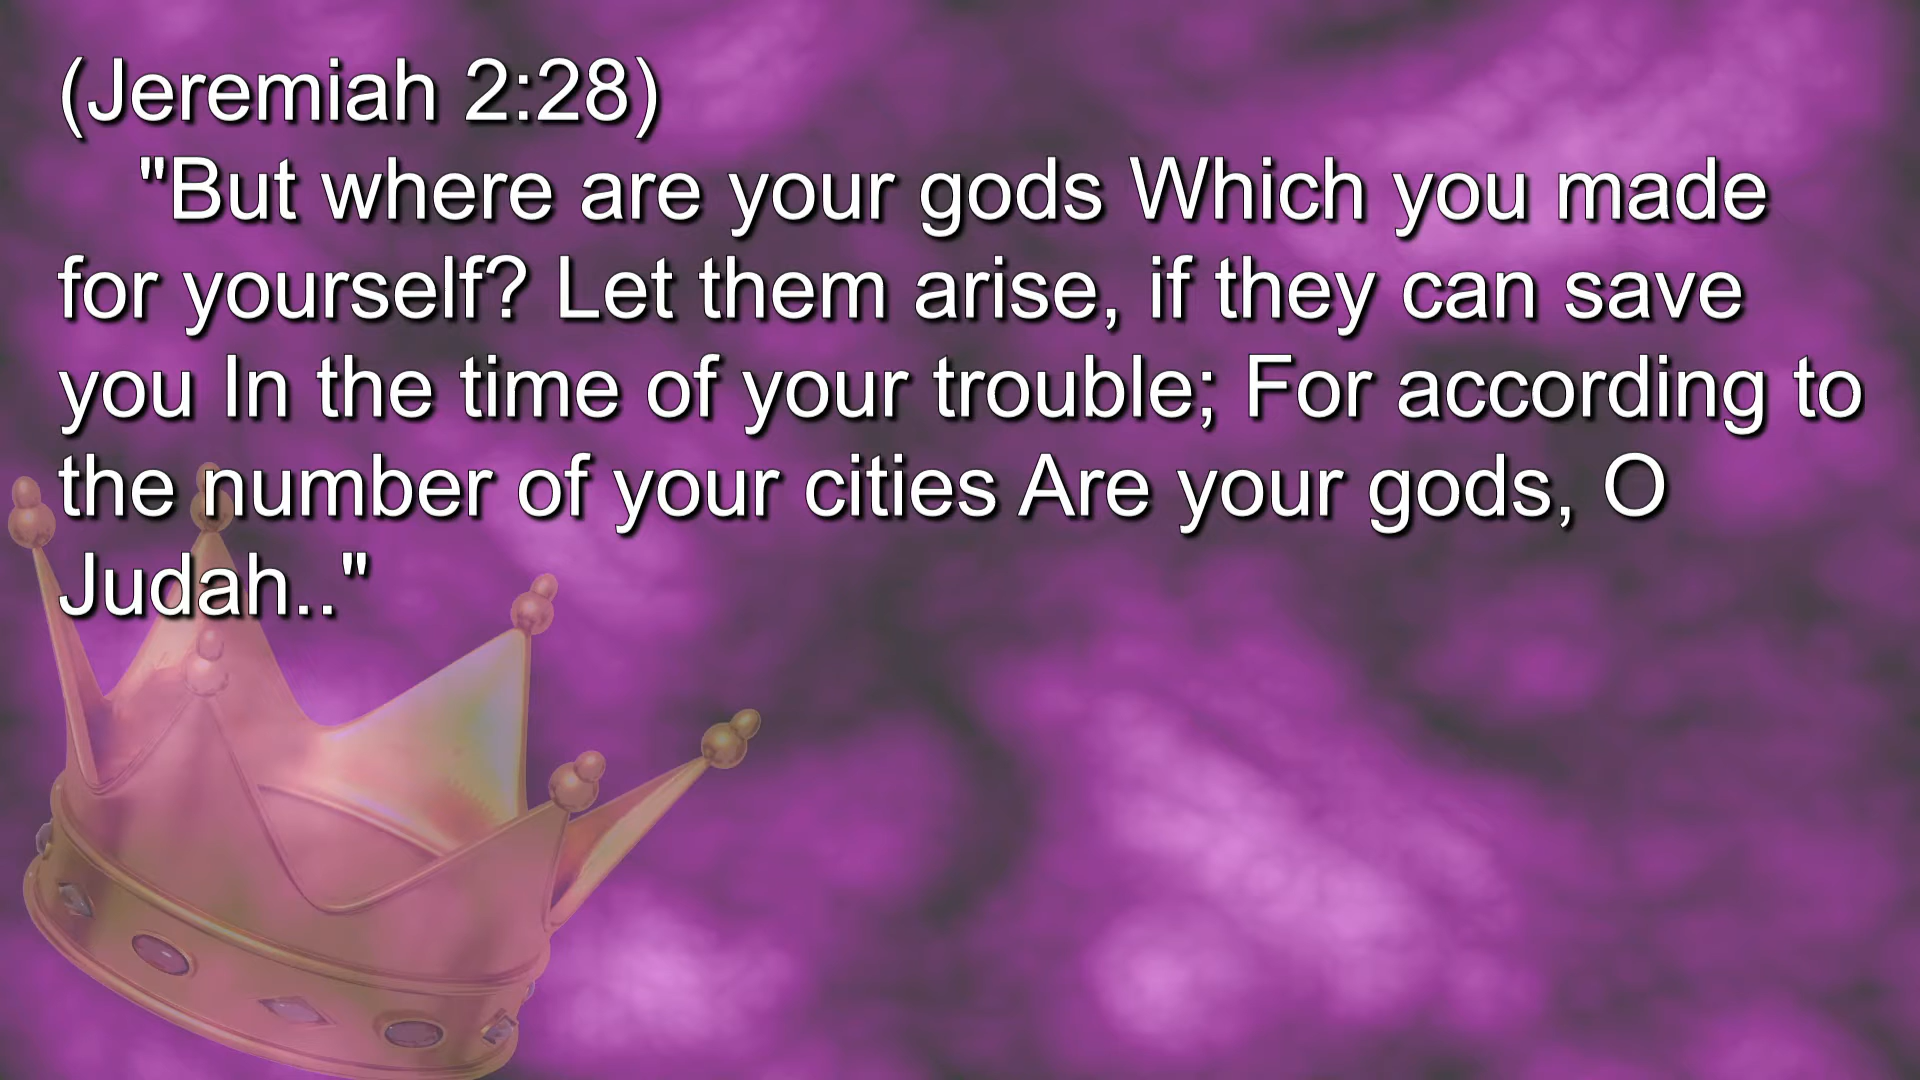 (Jeremiah 2:28)
"But where are your gods Which you made
for yourself? Let them arise, if they can save
you In the time of your trouble; For according to
the number of your cities Are your gods, O
Judah.."